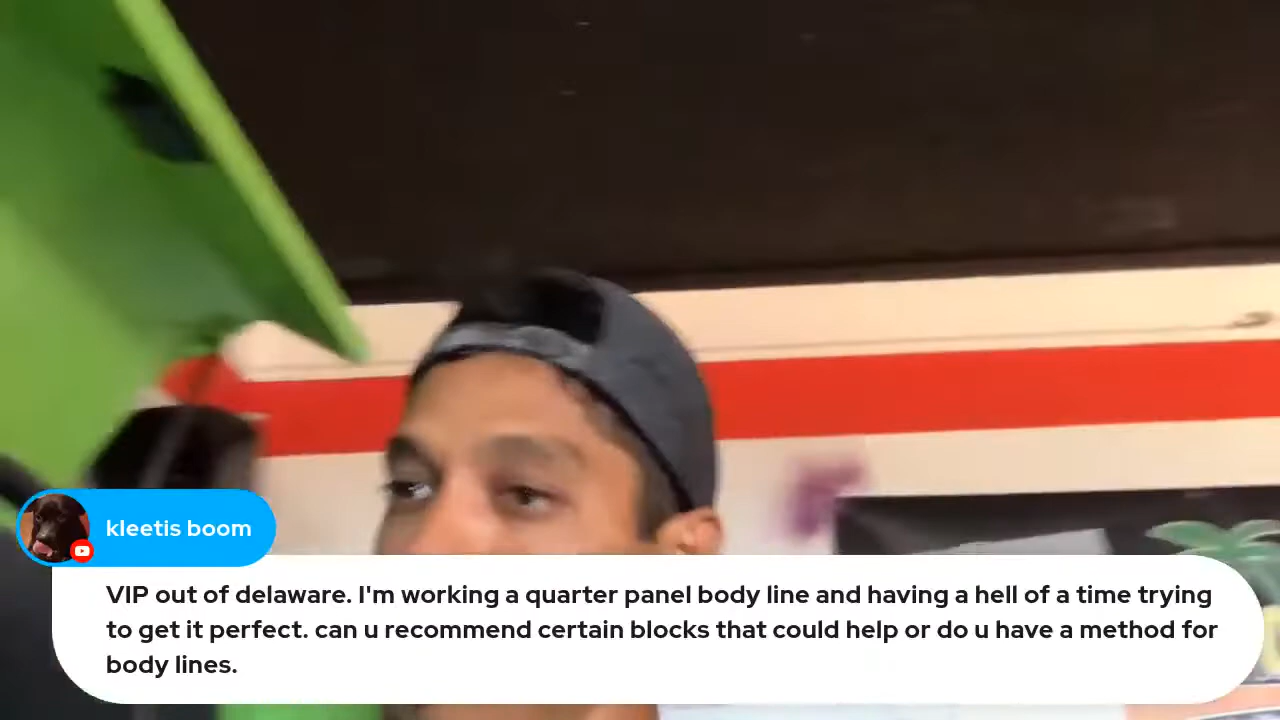 kleetis boom
VIP out of delaware. I'm working a quarter panel body line and having a hell of a time trying
to get it perfect. can u recommend certain blocks that could help or do u have a method for
body lines.